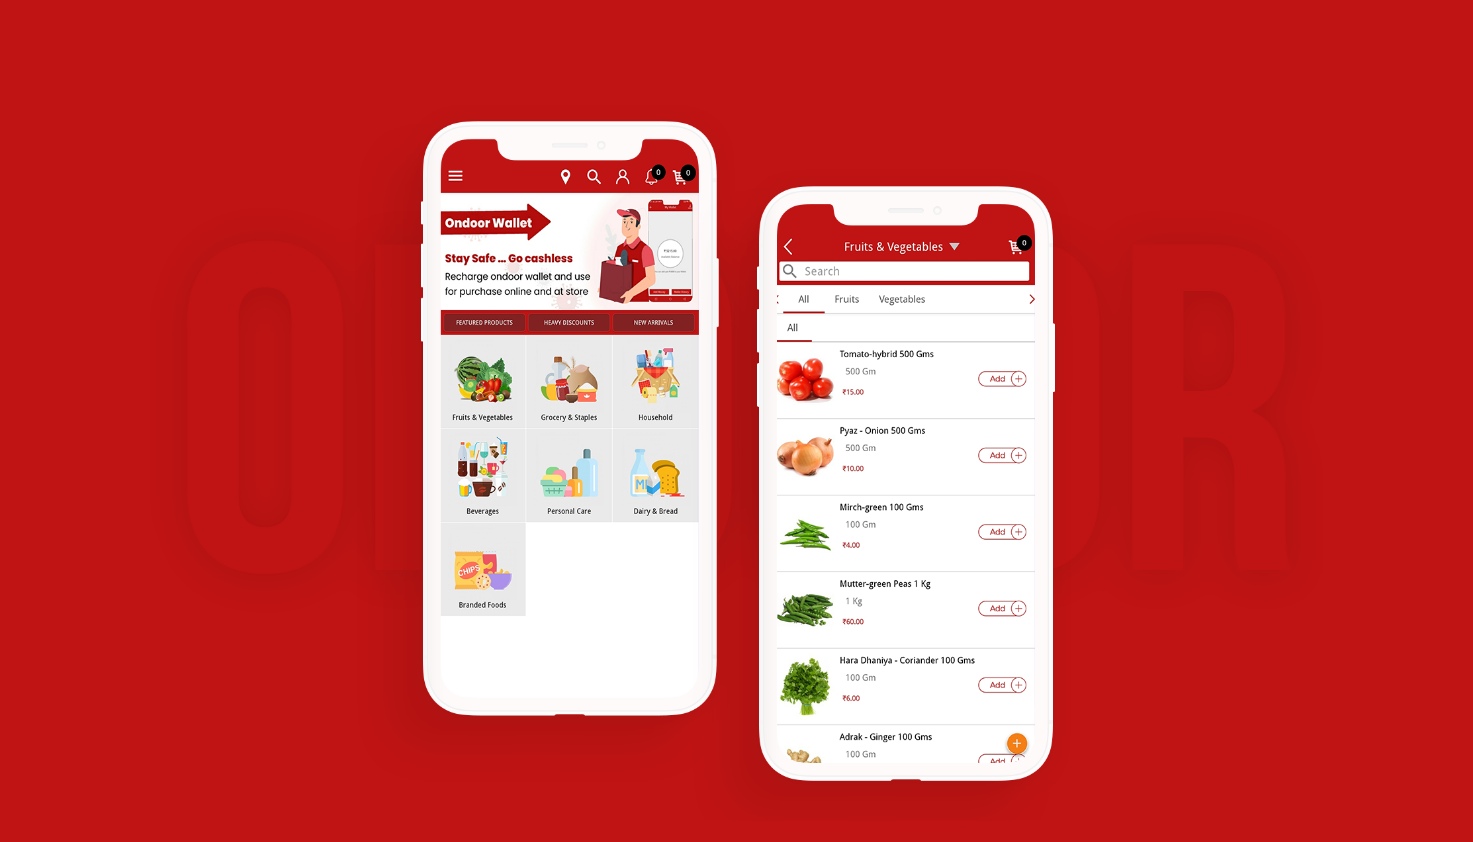 ONDOOR
0
0
Ondoor Wallet
Stay Safe ... Go cashless
Recharge ondoor wallet and use
for purchase online and at store
FEATURED PRODUCTS
HEAVY DISCOUNTS
NEW ARRIVALS
Fruits & Vegetables
Grocery & Staples
Household
Beverages
Personal Care
MIL
Dairy & Bread
CHIPS
Branded Foods
Fruits & Vegetables
0
Search
All
Fruits
Vegetables
All
Tomato-hybrid 500 Gms
500 Gm
₹15.00
Add
Pyaz - Onion 500 Gms
500 Gm
₹10.00
Add
Mirch-green 100 Gms
100 Gm
₹4.00
Add
Mutter-green Peas 1 Kg
1 Kg
₹60.00
Add
Hara Dhaniya - Coriander 100 Gms
100 Gm
₹6.00
Add
Adrak - Ginger 100 Gms
100 Gm
Add